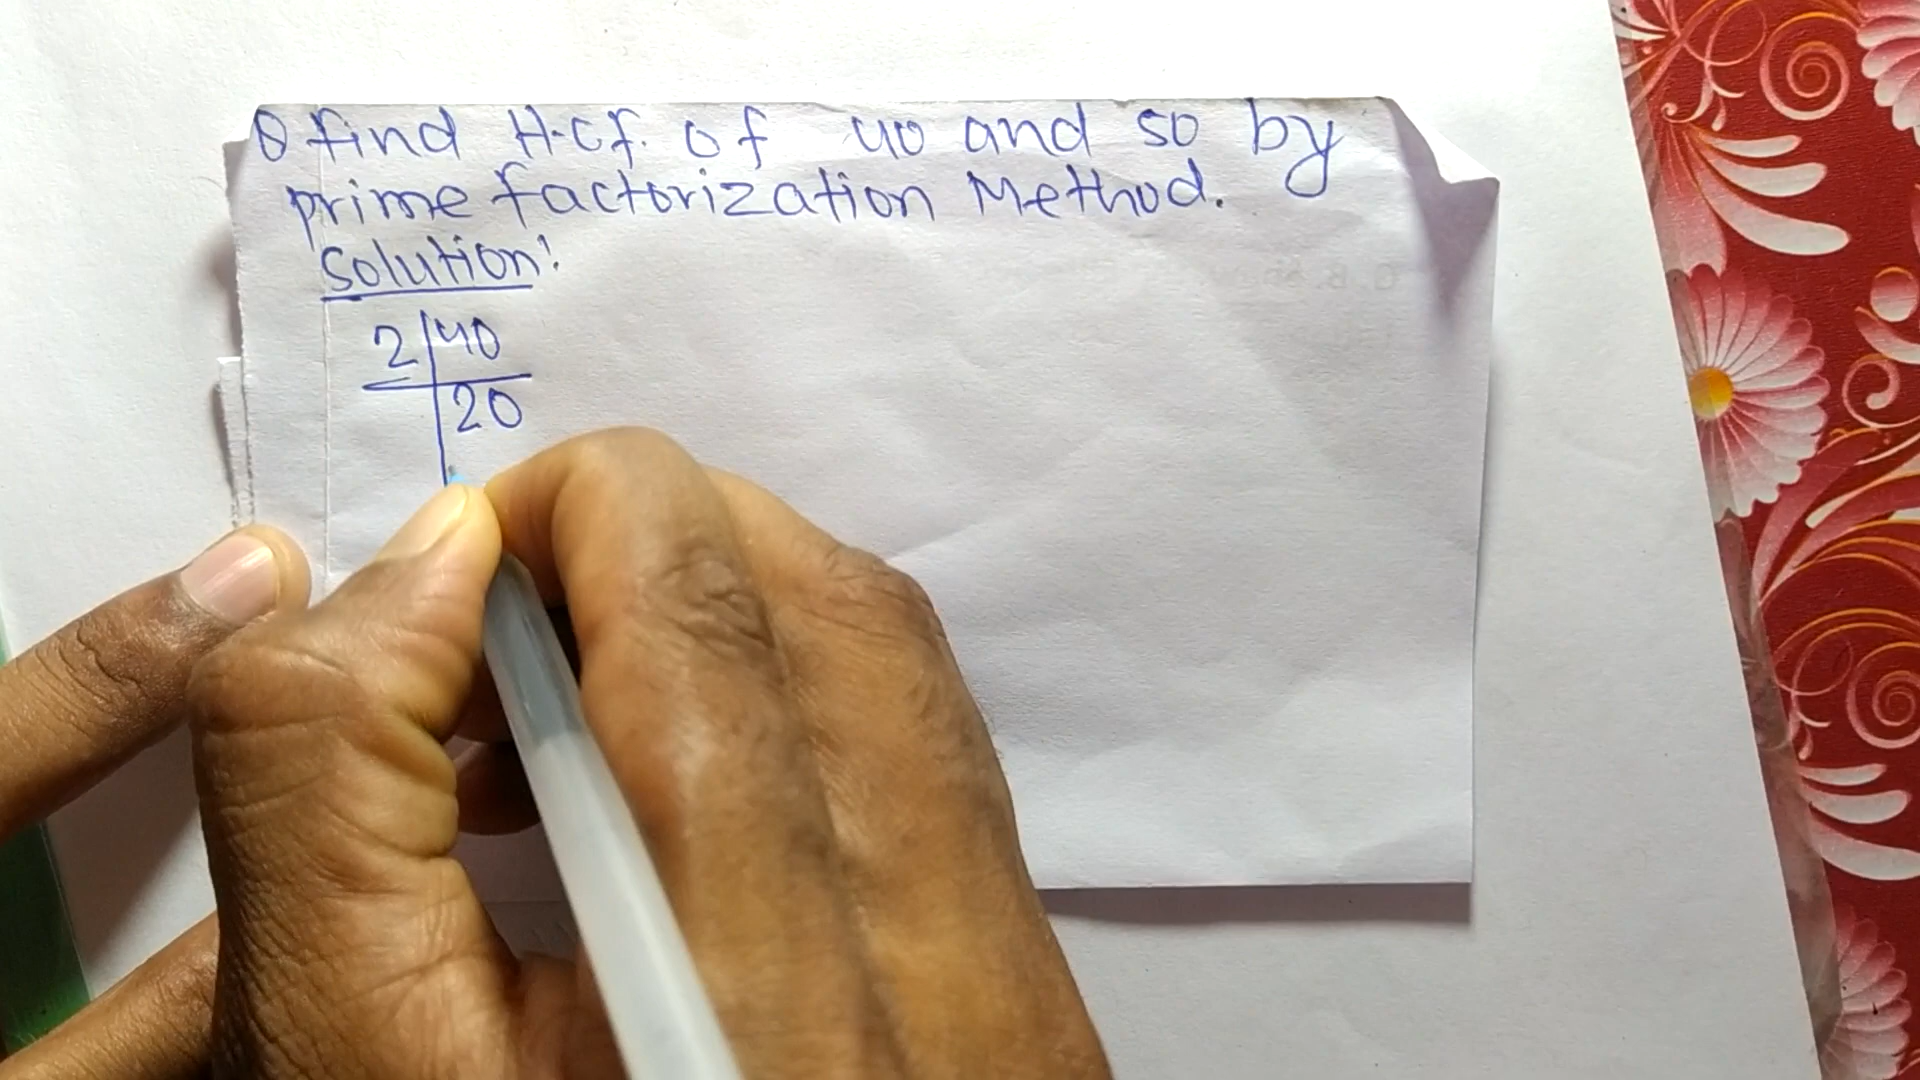 Q find H.C.f. of 40 and 50 by
prime factorization Method.
Solution:
2 40
20